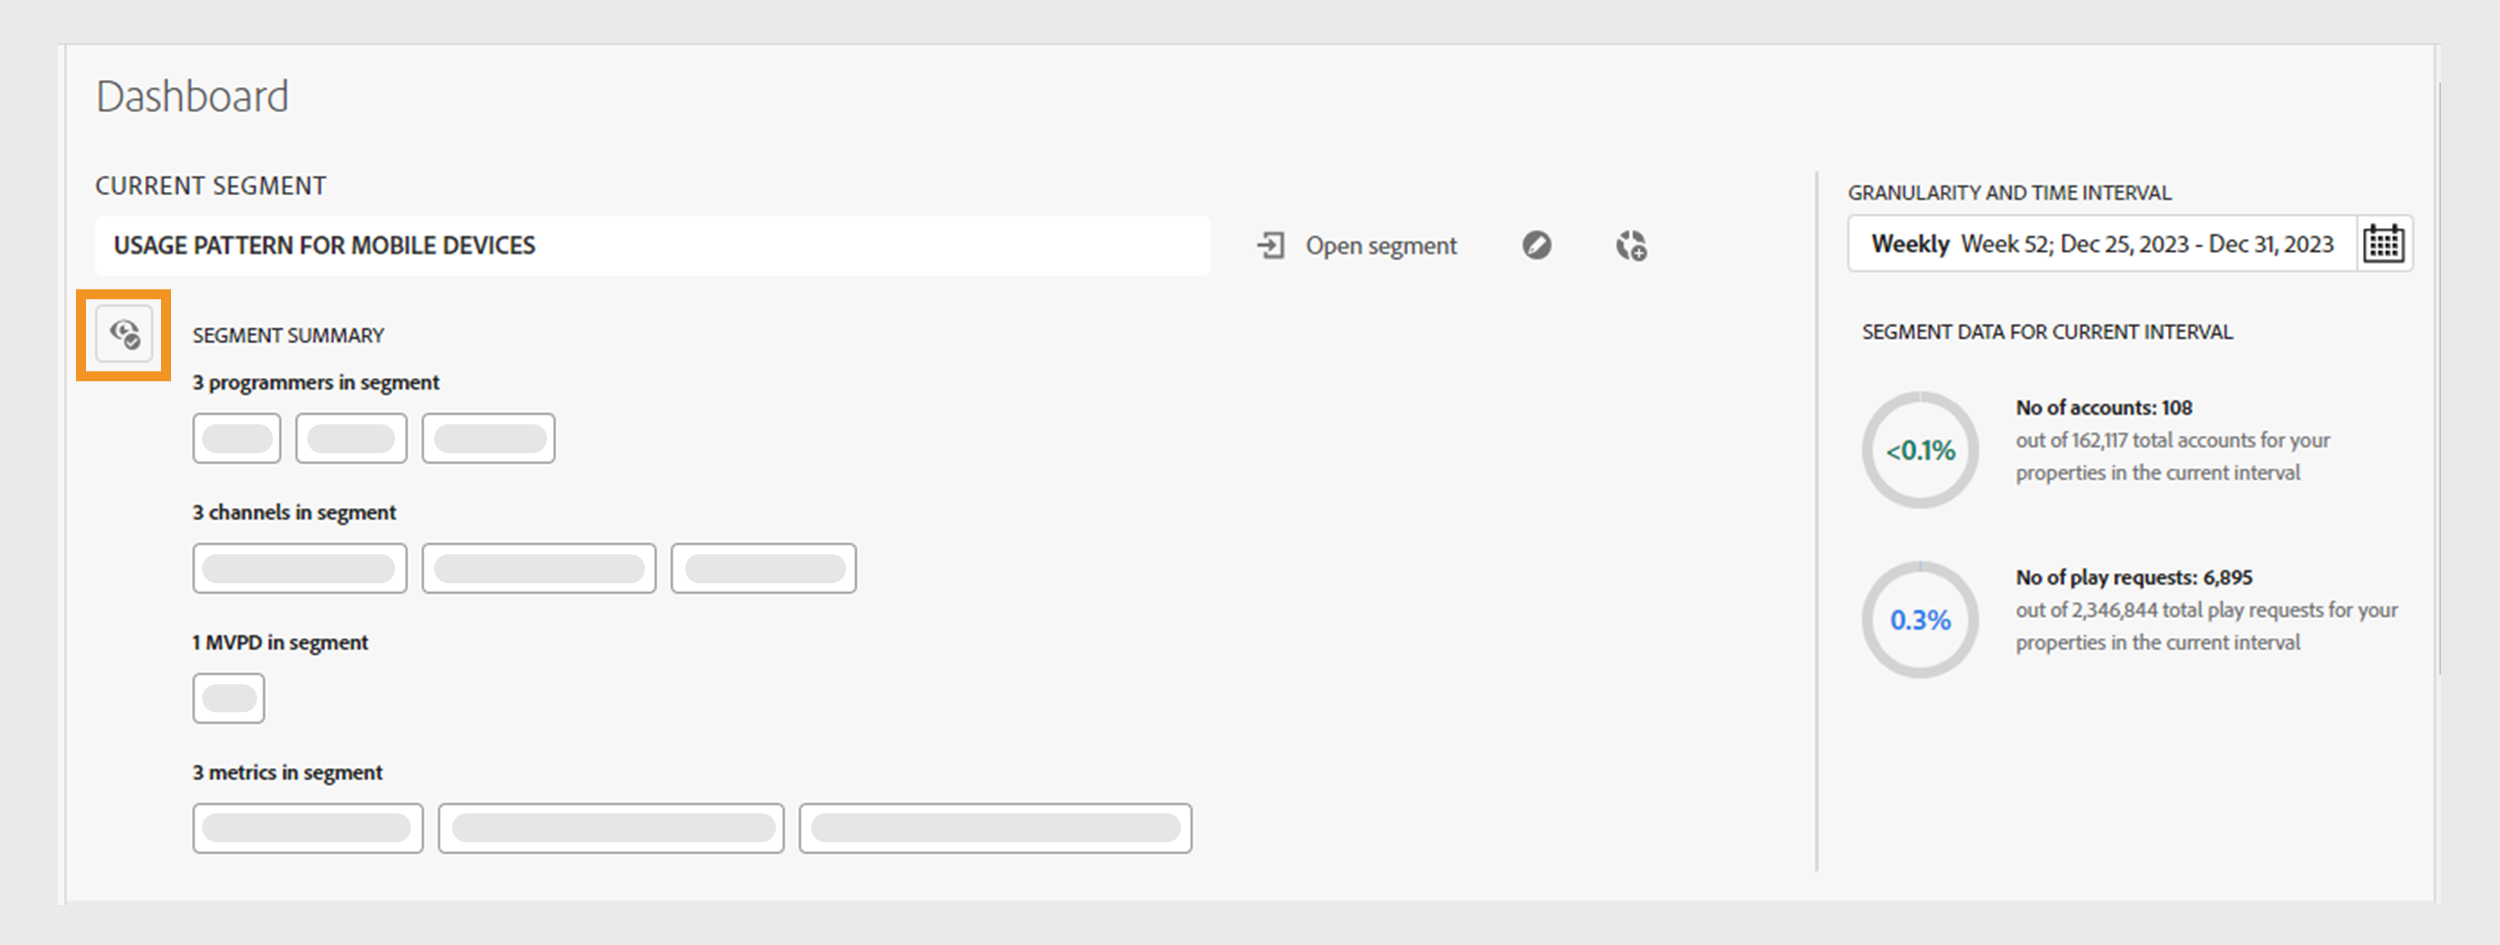 Dashboard
CURRENT SEGMENT
USAGE PATTERN FOR MOBILE DEVICES
Open segment
SEGMENT SUMMARY
3 programmers in segment
3 channels in segment
1 MVPD in segment
3 metrics in segment
GRANULARITY AND TIME INTERVAL
Weekly Week 52; Dec 25, 2023 - Dec 31, 2023
SEGMENT DATA FOR CURRENT INTERVAL
<0.1%
No of accounts: 108
out of 162,117 total accounts for your
properties in the current interval
0.3%
No of play requests: 6,895
out of 2,346,844 total play requests for your
properties in the current interval